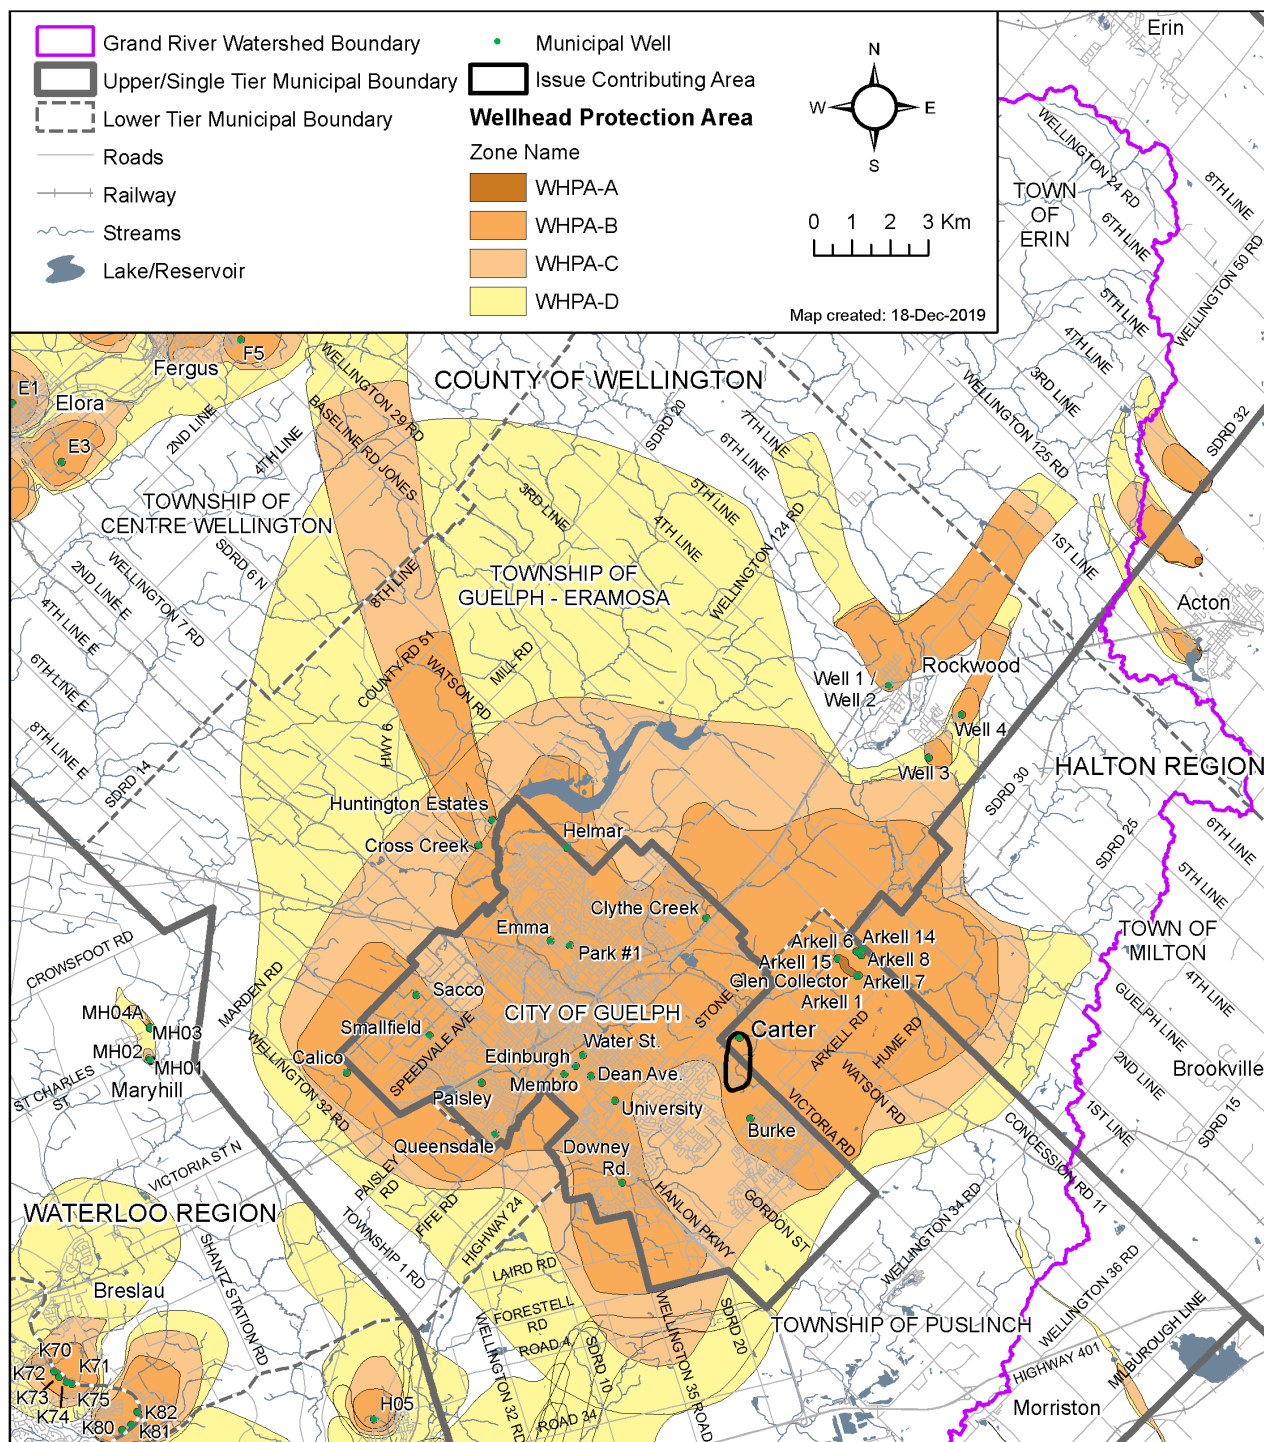 Grand River Watershed Boundary
Upper/Single Tier Municipal Boundary
Lower Tier Municipal Boundary
Roads
Railway
Streams
Lake/Reservoir
Municipal Well
Issue Contributing Area
Wellhead Protection Area
Zone Name
WHPA-A
WHPA-B
WHPA-C
WHPA-D
N
W
E
S
0 1 2 3 Km
Map created: 18-Dec-2019
Erin
WELLINGTON 24 RD
8TH LINE
TOWN
OF
ERIN
6TH LINE
WELLINGTON 50 RD
5TH LINE
4TH LINE
3RD LINE
WELLINGTON 125 RD
SDRD 32
F5
Fergus
E1
Elora
E3
WELLINGTON 29 RD
BASELINE RD JONES
2ND LINE
4TH LINE
COUNTY OF WELLINGTON
SDRD 20
7TH LINE
6TH LINE
5TH LINE
4TH LINE
3RD LINE
WELLINGTON 124 RD
1ST LINE
TOWNSHIP OF
CENTRE WELLINGTON
SDRD 6 N
WELLINGTON 7 RD
2ND LINE E
4TH LINE E
6TH LINE E
8TH LINE E
SDRD 14
8TH LINE
TOWNSHIP OF
GUELPH - ERAMOSA
COUNTY RD 51
WATSON RD
MILL RD
HWY 6
Acton
Rockwood
Well 1 /
Well 2
Well 4
Well 3
HALTON REGION
SDRD 30
SDRD 25
6TH LINE
5TH LINE
Huntington Estates
Cross Creek
Helmar
Clythe Creek
Emma
Park #1
Arkell 6
Arkell 14
Arkell 15
Arkell 8
Glen Collector
Arkell 7
Arkell 1
TOWN OF
MILTON
4TH LINE
GUELPH LINE
2ND LINE
1ST LINE
Brookville
SDRD 15
CROWSFOOT RD
MARDEN RD
MH04A
MH03
MH02
MH01
Maryhill
ST CHARLES
ST
Sacco
Smallfield
CITY OF GUELPH
STONE
Carter
ARKELL RD
HUME RD
WATSON RD
VICTORIA RD
Calico
SPEEDVALE AVE
Edinburgh
Water St.
Membro
Dean Ave.
Paisley
University
Burke
WELLINGTON 32 RD
Queensdale
Downey
Rd.
VICTORIA ST N
PAISLEY
RD
FIFE RD
HIGHWAY 24
HANLON PKWY
GORDON ST
CONCESSION RD 11
WELLINGTON 34 RD
WATERLOO REGION
SHANTZ STATION RD
TOWNSHIP 1 RD
LAIRD RD
FORESTELL
RD
ROAD 4
SDRD 10
WELLINGTON 32 RD
ROAD 34
WELLINGTON 35 ROAD
SDRD 20
TOWNSHIP OF PUSLINCH
WELLINGTON 36 RD
MILBOROUGH LINE
HIGHWAY 401
Morriston
Breslau
K70
K71
K72
K73
K75
K74
K82
K80
K81
H05